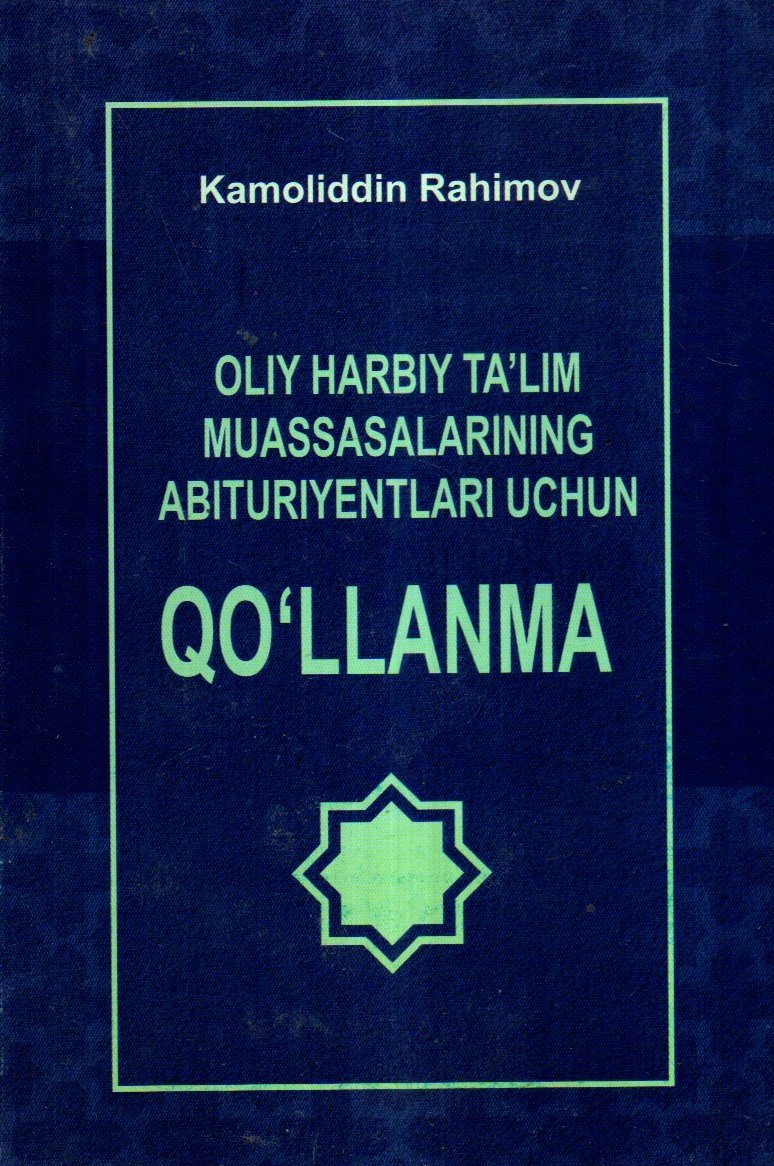 Kamoliddin Rahimov
OLIY HARBIY TA’LIM
MUASSASALARINING
ABITURIYENTLARI UCHUN
QO‘LLANMA